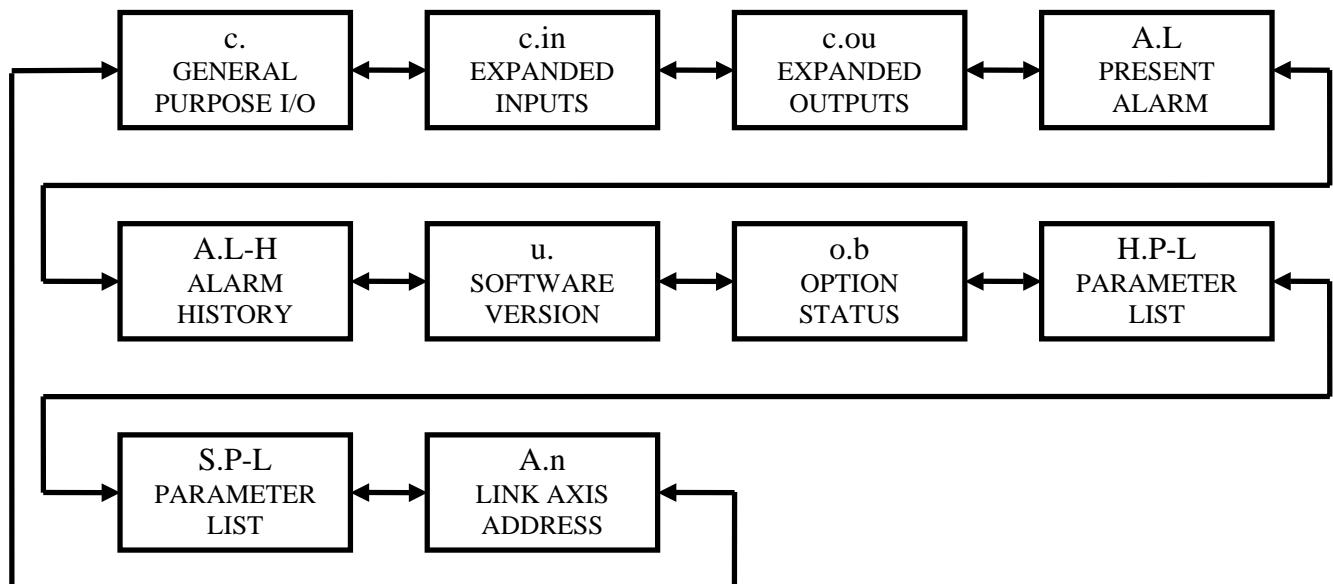 c.
GENERAL
PURPOSE I/O
c.in
EXPANDED
INPUTS
c.ou
EXPANDED
OUTPUTS
A.L
PRESENT
ALARM
A.L-H
ALARM
HISTORY
u.
SOFTWARE
VERSION
o.b
OPTION
STATUS
H.P-L
PARAMETER
LIST
S.P-L
PARAMETER
LIST
A.n
LINK AXIS
ADDRESS